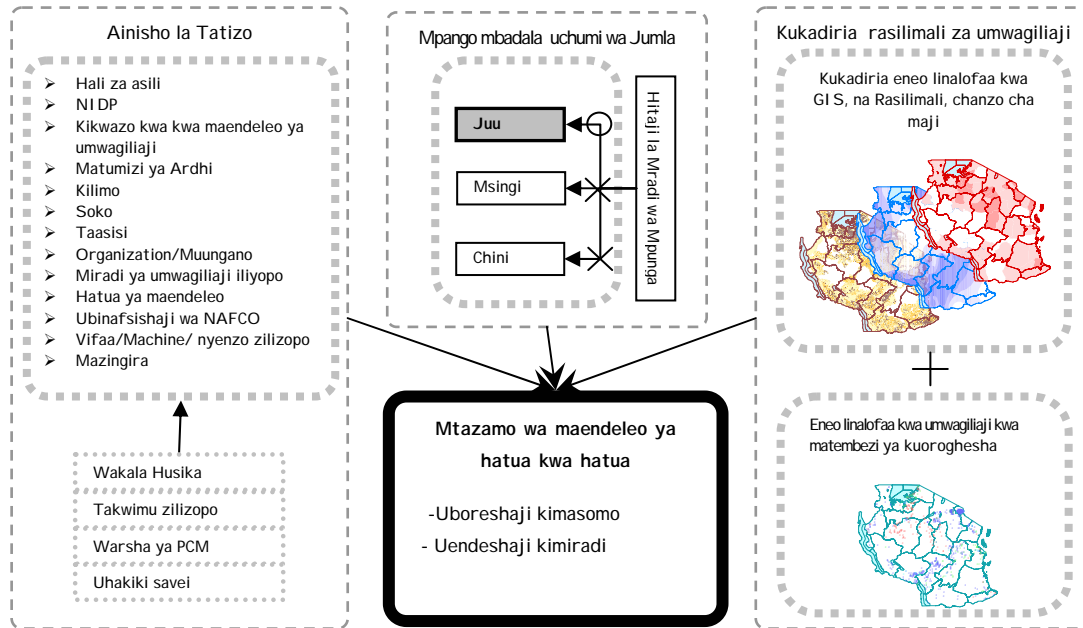 Ainisho la Tatizo
Hali za asili
NIDP
Kikwazo kwa kwa maendeleo ya
umwagiliaji
Matumizi ya Ardhi
Kilimo
Soko
Taasisi
Organization/Muungano
Miradi ya umwagiliaji iliyopo
Hatua ya maendeleo
Ubinafsishaji wa NAFCO
Vifaa/Machine/ nyenzo zilizopo
Mazingira
Wakala Husika
Takwimu zilizopo
Warsha ya PCM
Uhakiki savei
Mpango mbadala uchumi wa Jumla
Juu
Msingi
Chini
Hitaji la Mradi wa Mpunga
Mtazamo wa maendeleo ya
hatua kwa hatua
-Uboreshaji kimasomo
- Uendeshaji kimiradi
Kukadiria rasilimali za umwagiliaji
Kukadiria eneo linalofaa kwa
GIS, na Rasilimali, chanzo cha
maji
Eneo linalofaa kwa umwagiliaji kwa
matembezi ya kuoroghesha